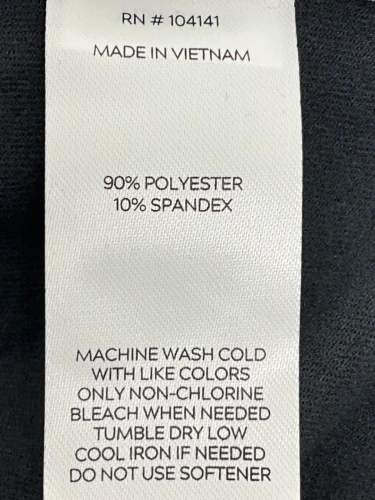 RN # 104141
MADE IN VIETNAM
90% POLYESTER
10% SPANDEX
MACHINE WASH COLD
WITH LIKE COLORS
ONLY NON-CHLORINE
BLEACH WHEN NEEDED
TUMBLE DRY LOW
COOL IRON IF NEEDED
DO NOT USE SOFTENER